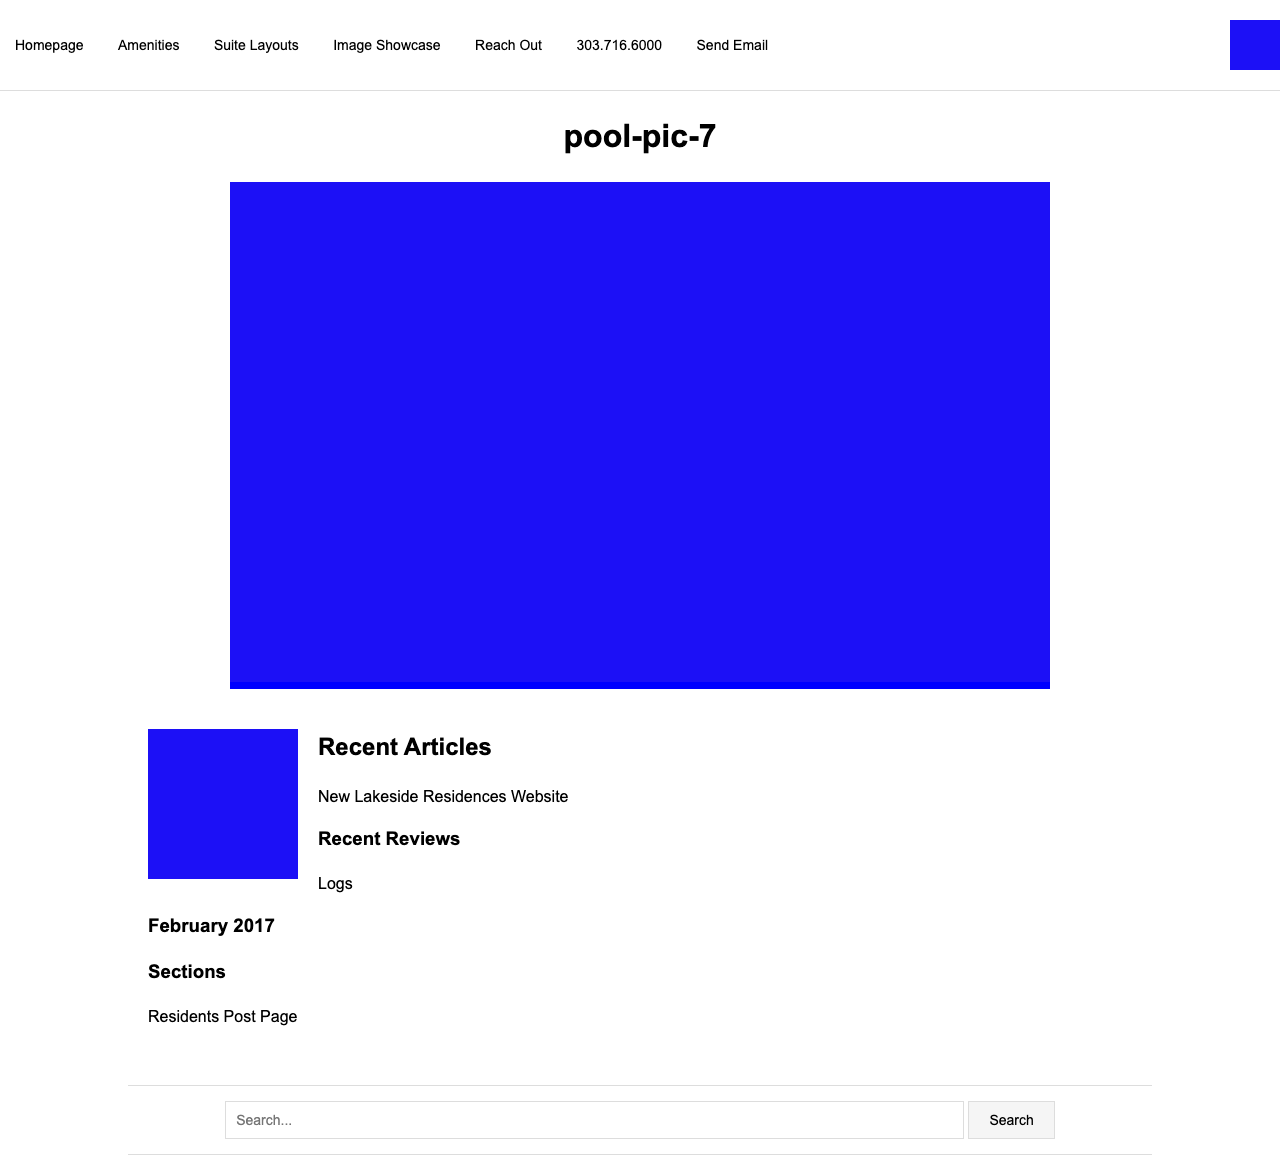 Homepage Amenities Suite Layouts Image Showcase Reach Out 303.716.6000 Send Email
pool-pic-7
Recent Articles
New Lakeside Residences Website
Recent Reviews
Logs
February 2017
Sections
Residents Post Page
Search... Search